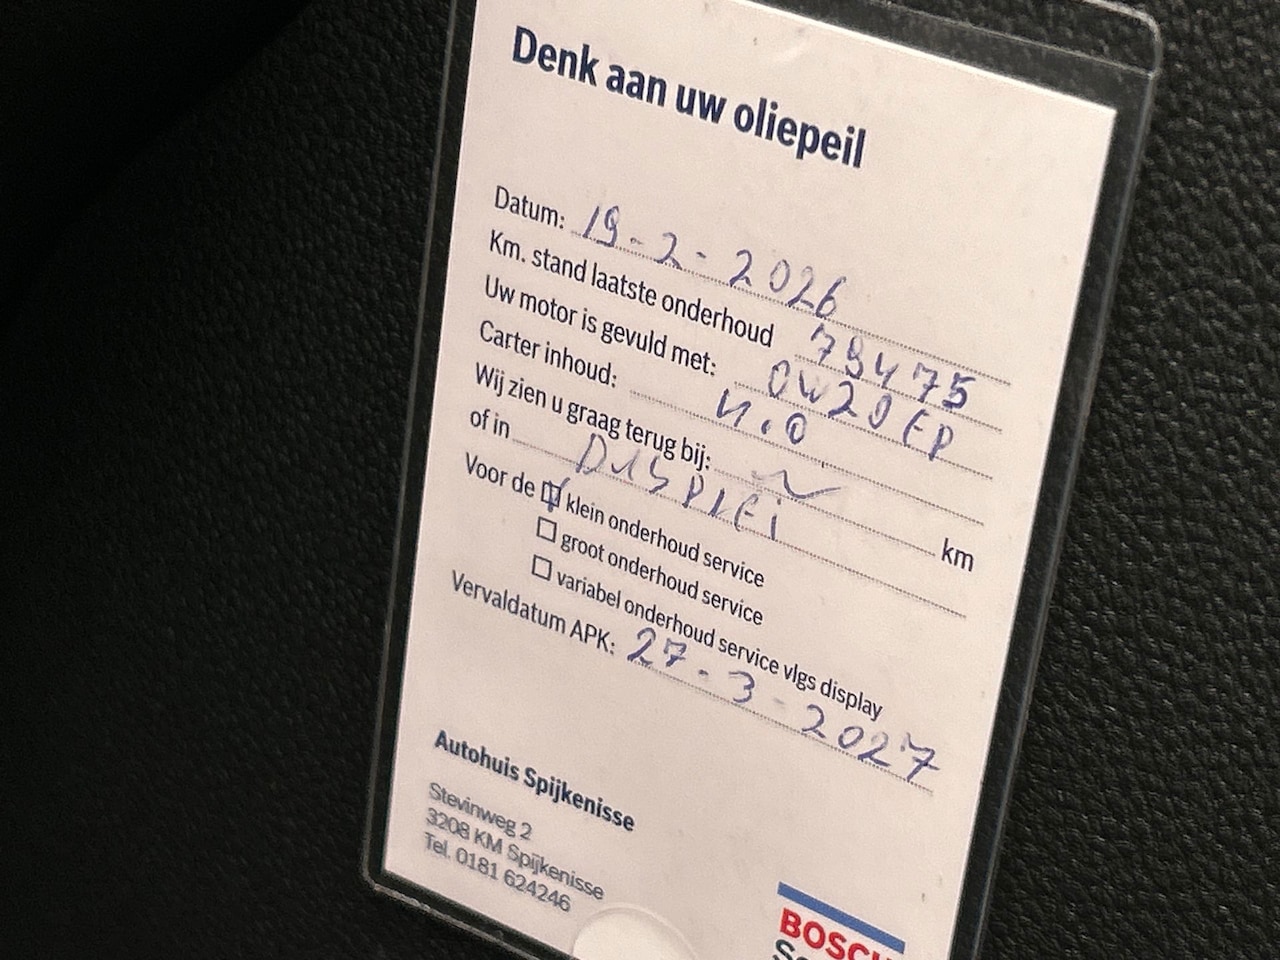 Denk aan uw oliepeil
Datum: 19-2-2026
Km. stand laatste onderhoud 79475
Uw motor is gevuld met: 0W20 EP
Carter inhoud: 4.0
Wij zien u graag terug bij: km
of in DISPLEI
Voor de klein onderhoud service
groot onderhoud service
variabel onderhoud service vlgs display
Vervaldatum APK: 27-3-2027
Autohuis Spijkenisse
Stevinweg 2
3208 KM Spijkenisse
Tel. 0181 624246
BOSCH